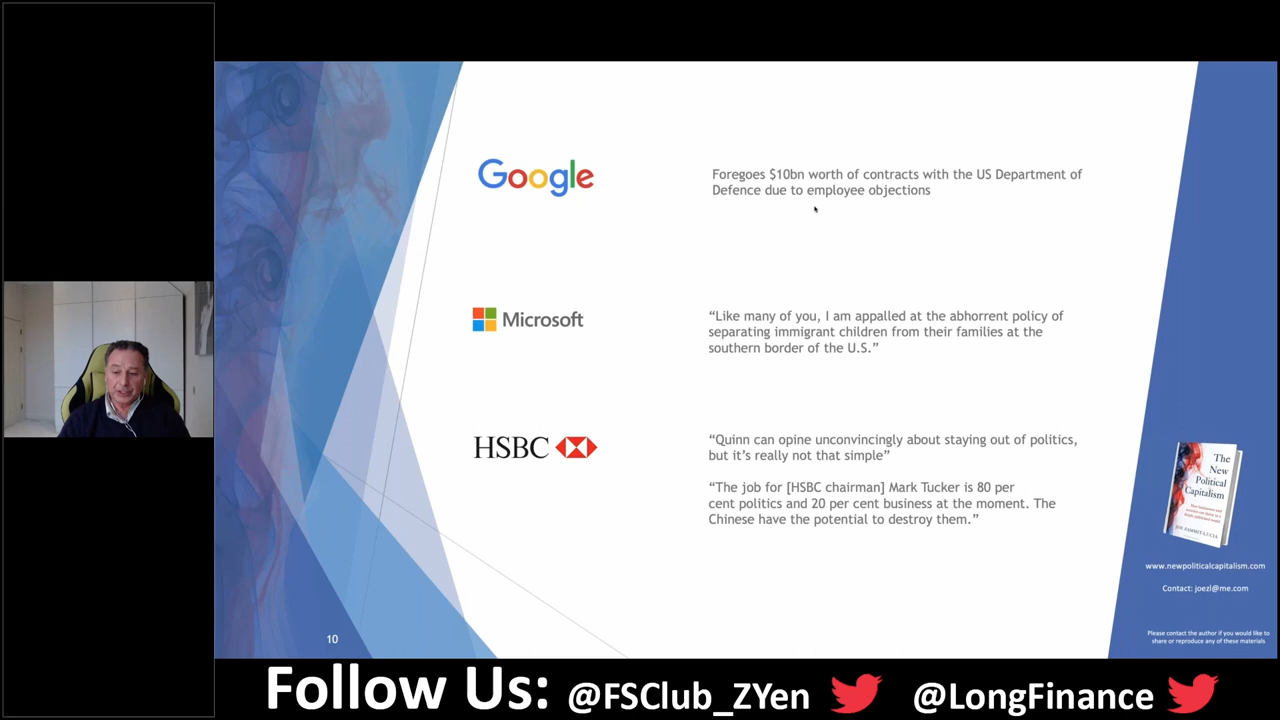 Google
Foregoes $10bn worth of contracts with the US Department of
Defence due to employee objections
Microsoft
“Like many of you, I am appalled at the abhorrent policy of
separating immigrant children from their families at the
southern border of the U.S.”
HSBC
“Quinn can opine unconvincingly about staying out of politics,
but it’s really not that simple”
“The job for [HSBC chairman] Mark Tucker is 80 per
cent politics and 20 per cent business at the moment. The
Chinese have the potential to destroy them.”
The
New
Political
Capitalism
www.newpoliticalcapitalism.com
Contact: joezl@me.com
Please contact the author if you would like to
share or reproduce any of these materials
10
Follow Us: @FSClub_ZYen @LongFinance